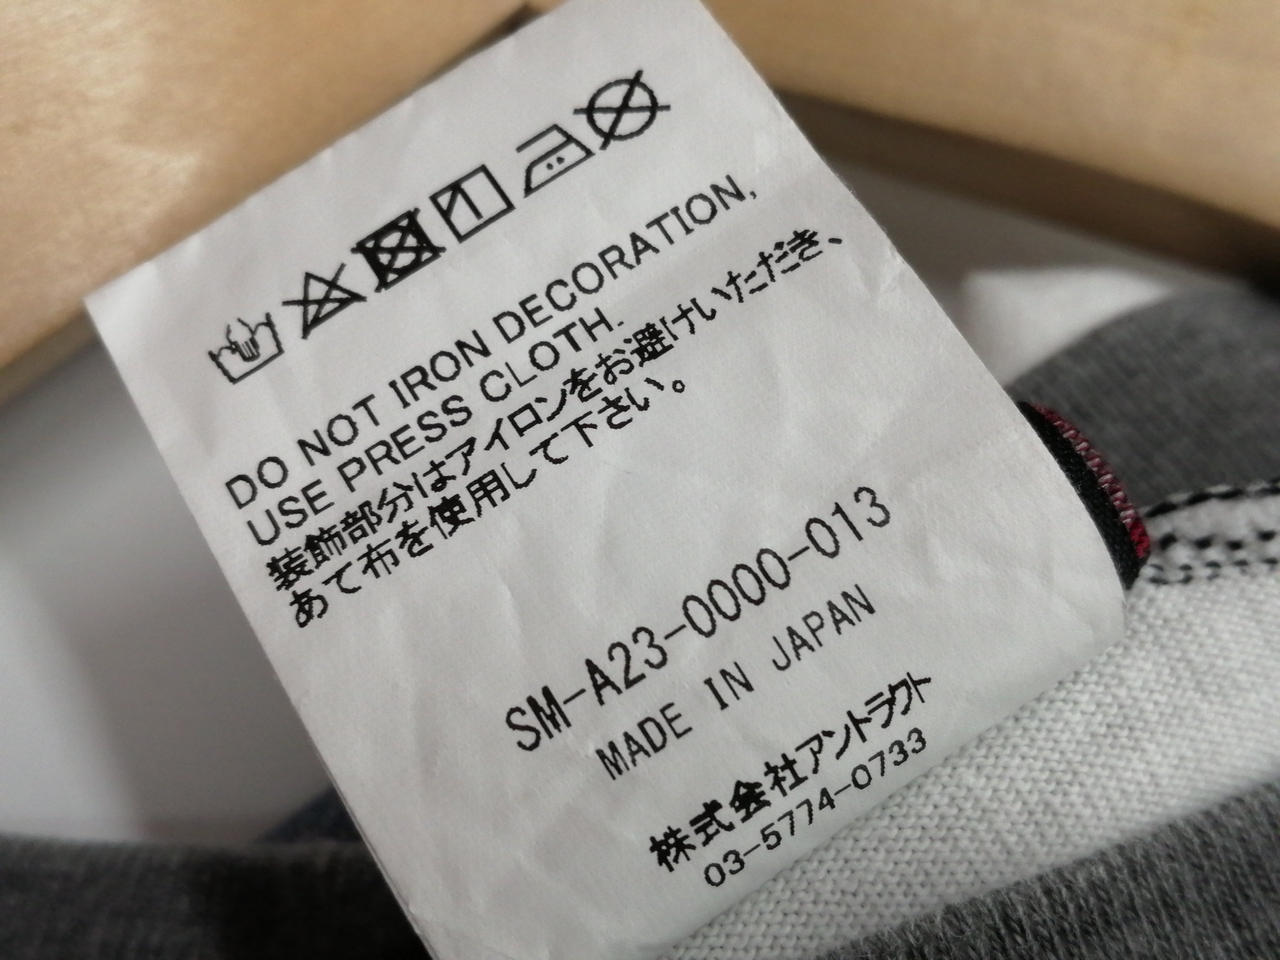 DO NOT IRON DECORATION,
USE PRESS CLOTH.
装飾部分はアイロンをお避けいただき、
あて布を使用して下さい。
SM-A23-0000-013
MADE IN JAPAN
株式会社アントラクト
03-5774-0733